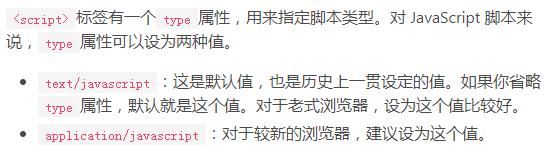 <script> 标签有一个 type 属性，用来指定脚本类型。对 JavaScript 脚本来
说，type 属性可以设为两种值。
• text/javascript：这是默认值，也是历史上一贯设定的值。如果你省略
type 属性，默认就是这个值。对于老式浏览器，设为这个值比较好。
• application/javascript：对于较新的浏览器，建议设为这个值。